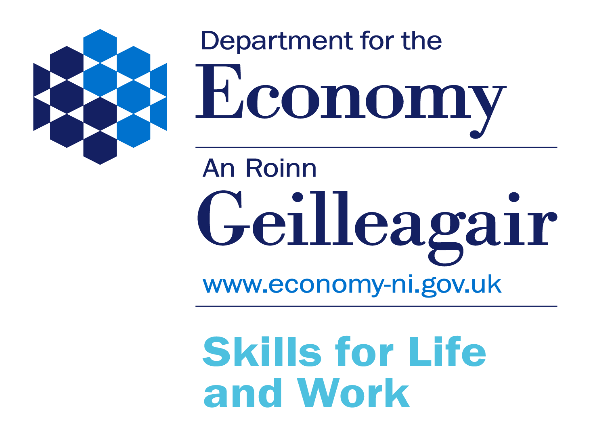 Department for the
Economy
An Roinn
Geilleagair
www.economy-ni.gov.uk
Skills for Life
and Work